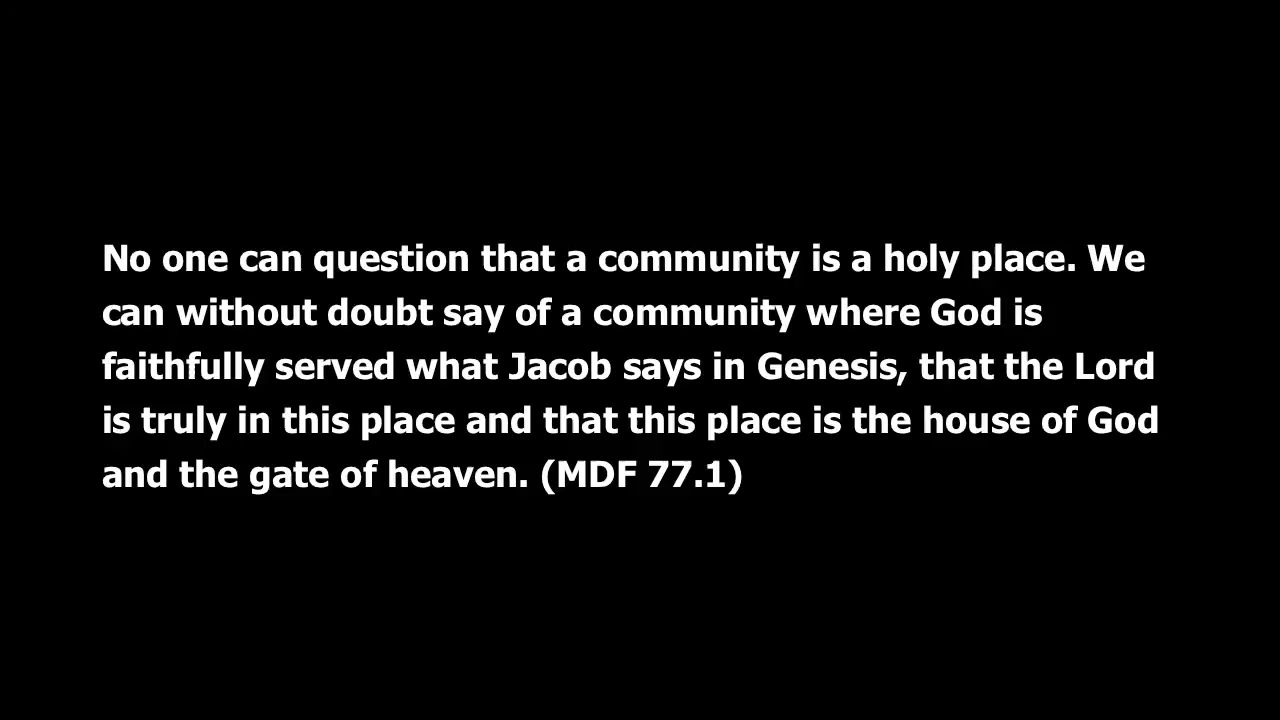 No one can question that a community is a holy place. We
can without doubt say of a community where God is
faithfully served what Jacob says in Genesis, that the Lord
is truly in this place and that this place is the house of God
and the gate of heaven. (MDF 77.1)